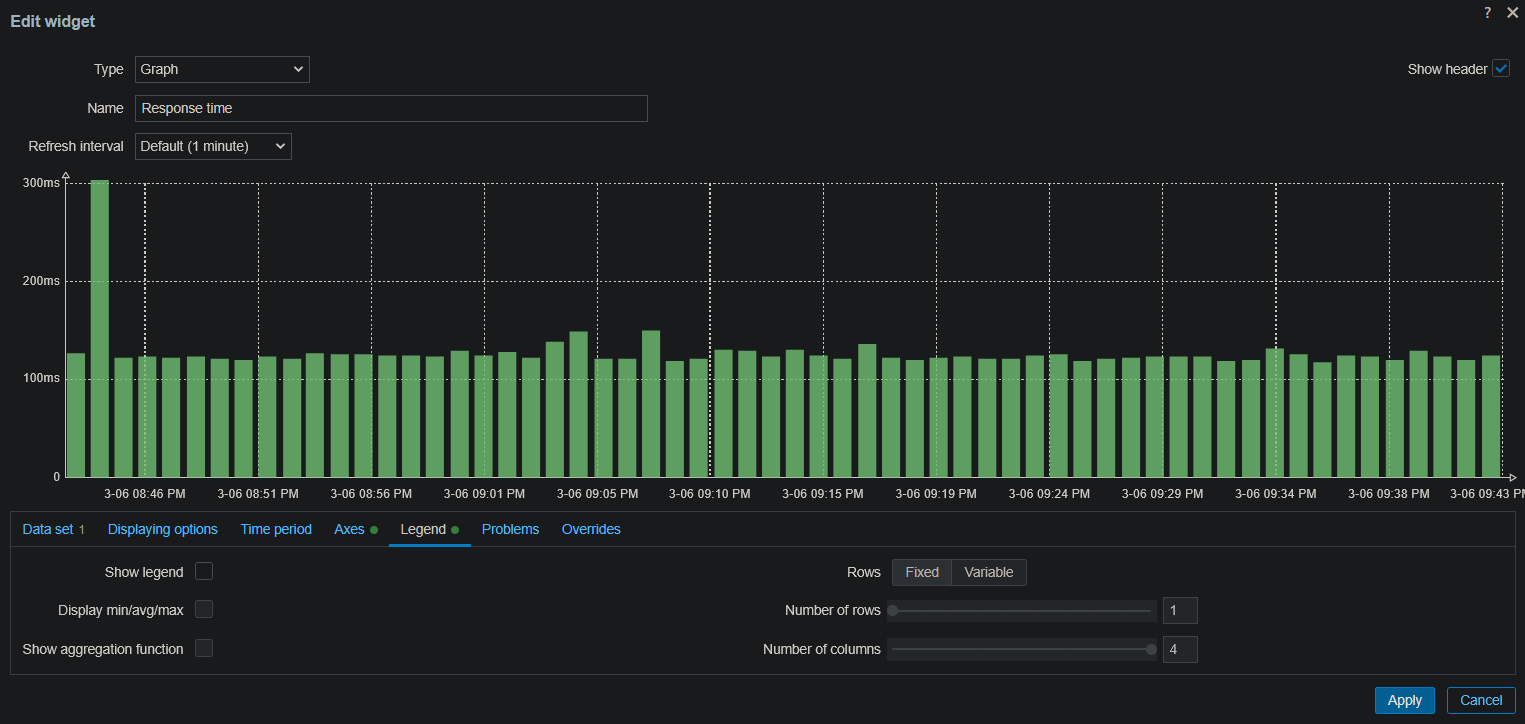 Edit widget
?
Type Graph Show header
Name Response time
Refresh interval Default (1 minute)
300ms
200ms
100ms
0
3-06 08:46 PM 3-06 08:51 PM 3-06 08:56 PM 3-06 09:01 PM 3-06 09:05 PM 3-06 09:10 PM 3-06 09:15 PM 3-06 09:19 PM 3-06 09:24 PM 3-06 09:29 PM 3-06 09:34 PM 3-06 09:38 PM 3-06 09:43 PM
Data set 1 Displaying options Time period Axes Legend Problems Overrides
Show legend Rows Fixed Variable
Display min/avg/max Number of rows 1
Show aggregation function Number of columns 4
Apply Cancel